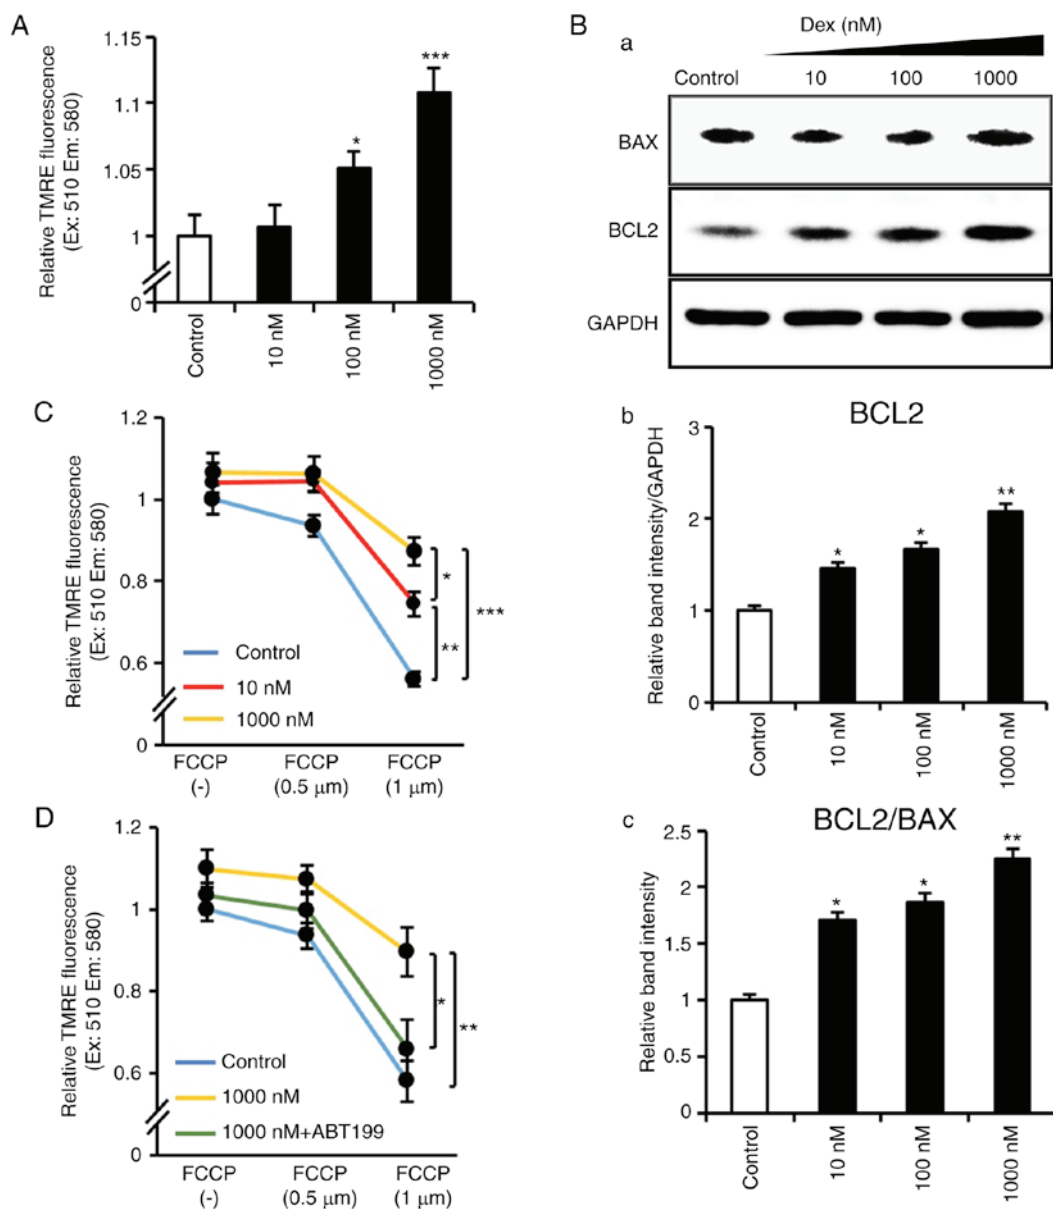 A
Relative TMRE fluorescence
(Ex: 510 Em: 580)
1.15
1.1
1.05
1
0
*
***
Control
10 nM
100 nM
1000 nM
B
a
Dex (nM)
Control
10
100
1000
BAX
BCL2
GAPDH
C
Relative TMRE fluorescence
(Ex: 510 Em: 580)
1.2
1
0.8
0.6
0
*
**
***
Control
10 nM
1000 nM
FCCP
(-)
FCCP
(0.5 μm)
FCCP
(1 μm)
b
BCL2
Relative band intensity/GAPDH
3
2
1
0
*
*
**
Control
10 nM
100 nM
1000 nM
D
Relative TMRE fluorescence
(Ex: 510 Em: 580)
1.2
1
0.8
0.6
0
*
**
Control
1000 nM
1000 nM+ABT199
FCCP
(-)
FCCP
(0.5 μm)
FCCP
(1 μm)
c
BCL2/BAX
Relative band intensity
2.5
2
1.5
1
0.5
0
*
*
**
Control
10 nM
100 nM
1000 nM